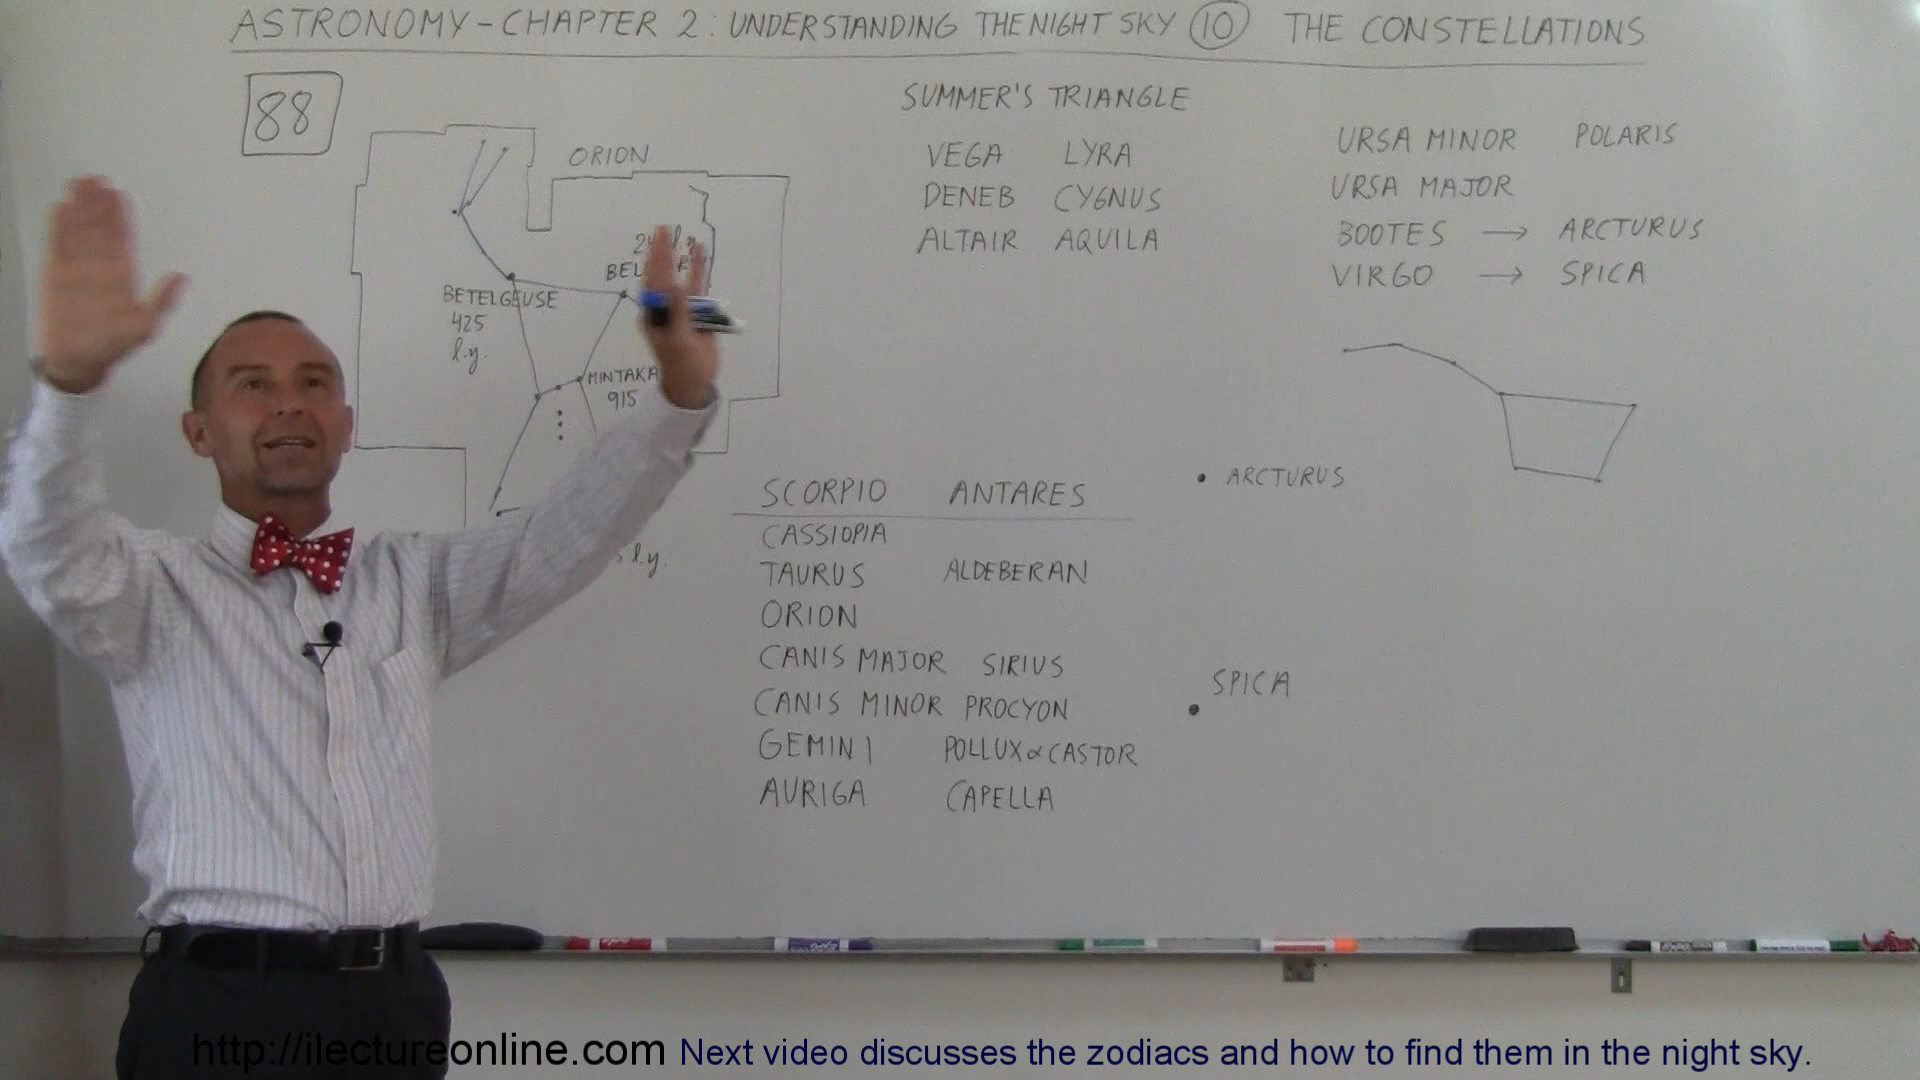 ASTRONOMY - CHAPTER 2: UNDERSTANDING THE NIGHT SKY 10 THE CONSTELLATIONS
88
ORION
BETELGEUSE
425
l.y.
MINTAKA
915
l.y.
SUMMER'S TRIANGLE
VEGA LYRA
DENEB CYGNUS
ALTAIR AQUILA
URSA MINOR POLARIS
URSA MAJOR
BOOTES → ARCTURUS
VIRGO → SPICA
SCORPIO ANTARES
CASSIOPIA
TAURUS ALDEBERAN
ORION
CANIS MAJOR SIRIUS
CANIS MINOR PROCYON
GEMINI POLLUX & CASTOR
AURIGA CAPELLA
ARCTURUS
SPICA
http://ilectureonline.com Next video discusses the zodiacs and how to find them in the night sky.